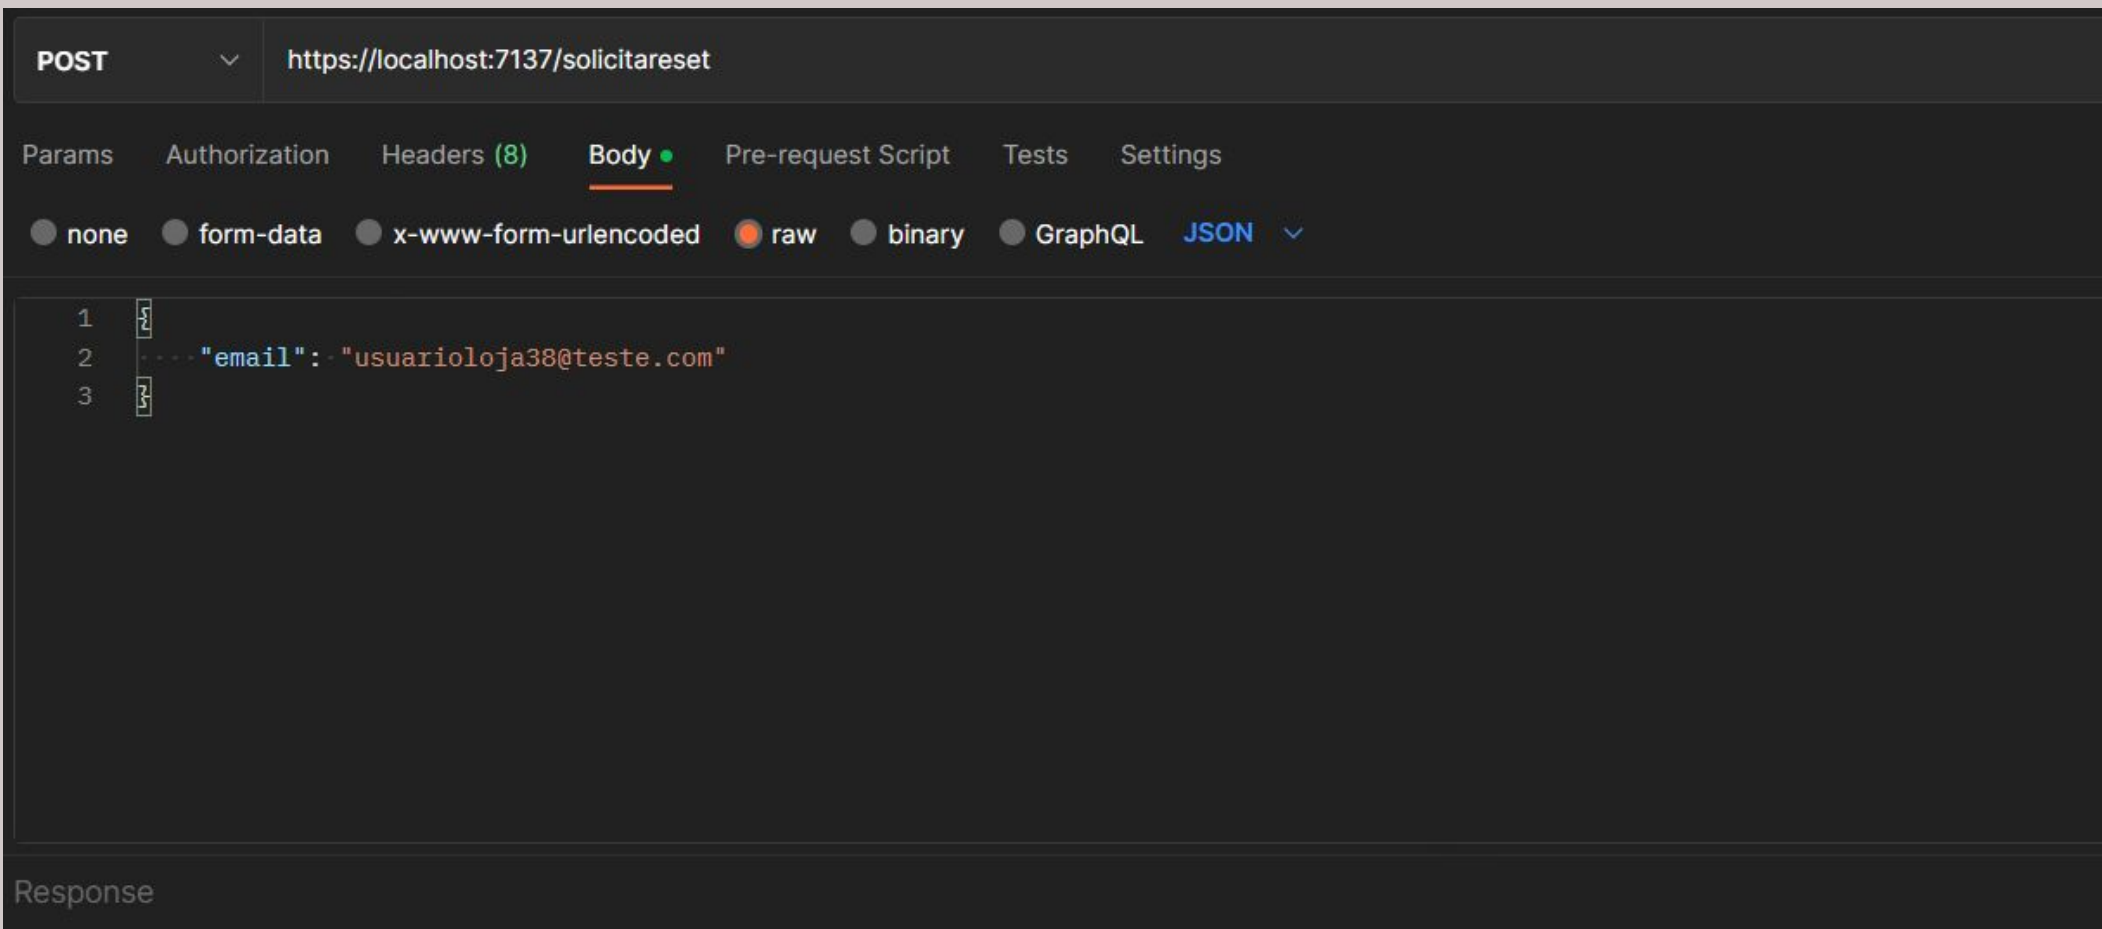 POST https://localhost:7137/solicitareset
Params Authorization Headers (8) Body Pre-request Script Tests Settings
none form-data x-www-form-urlencoded raw binary GraphQL JSON
1 {
2 "email": "usuarioloja38@teste.com"
3 }
Response